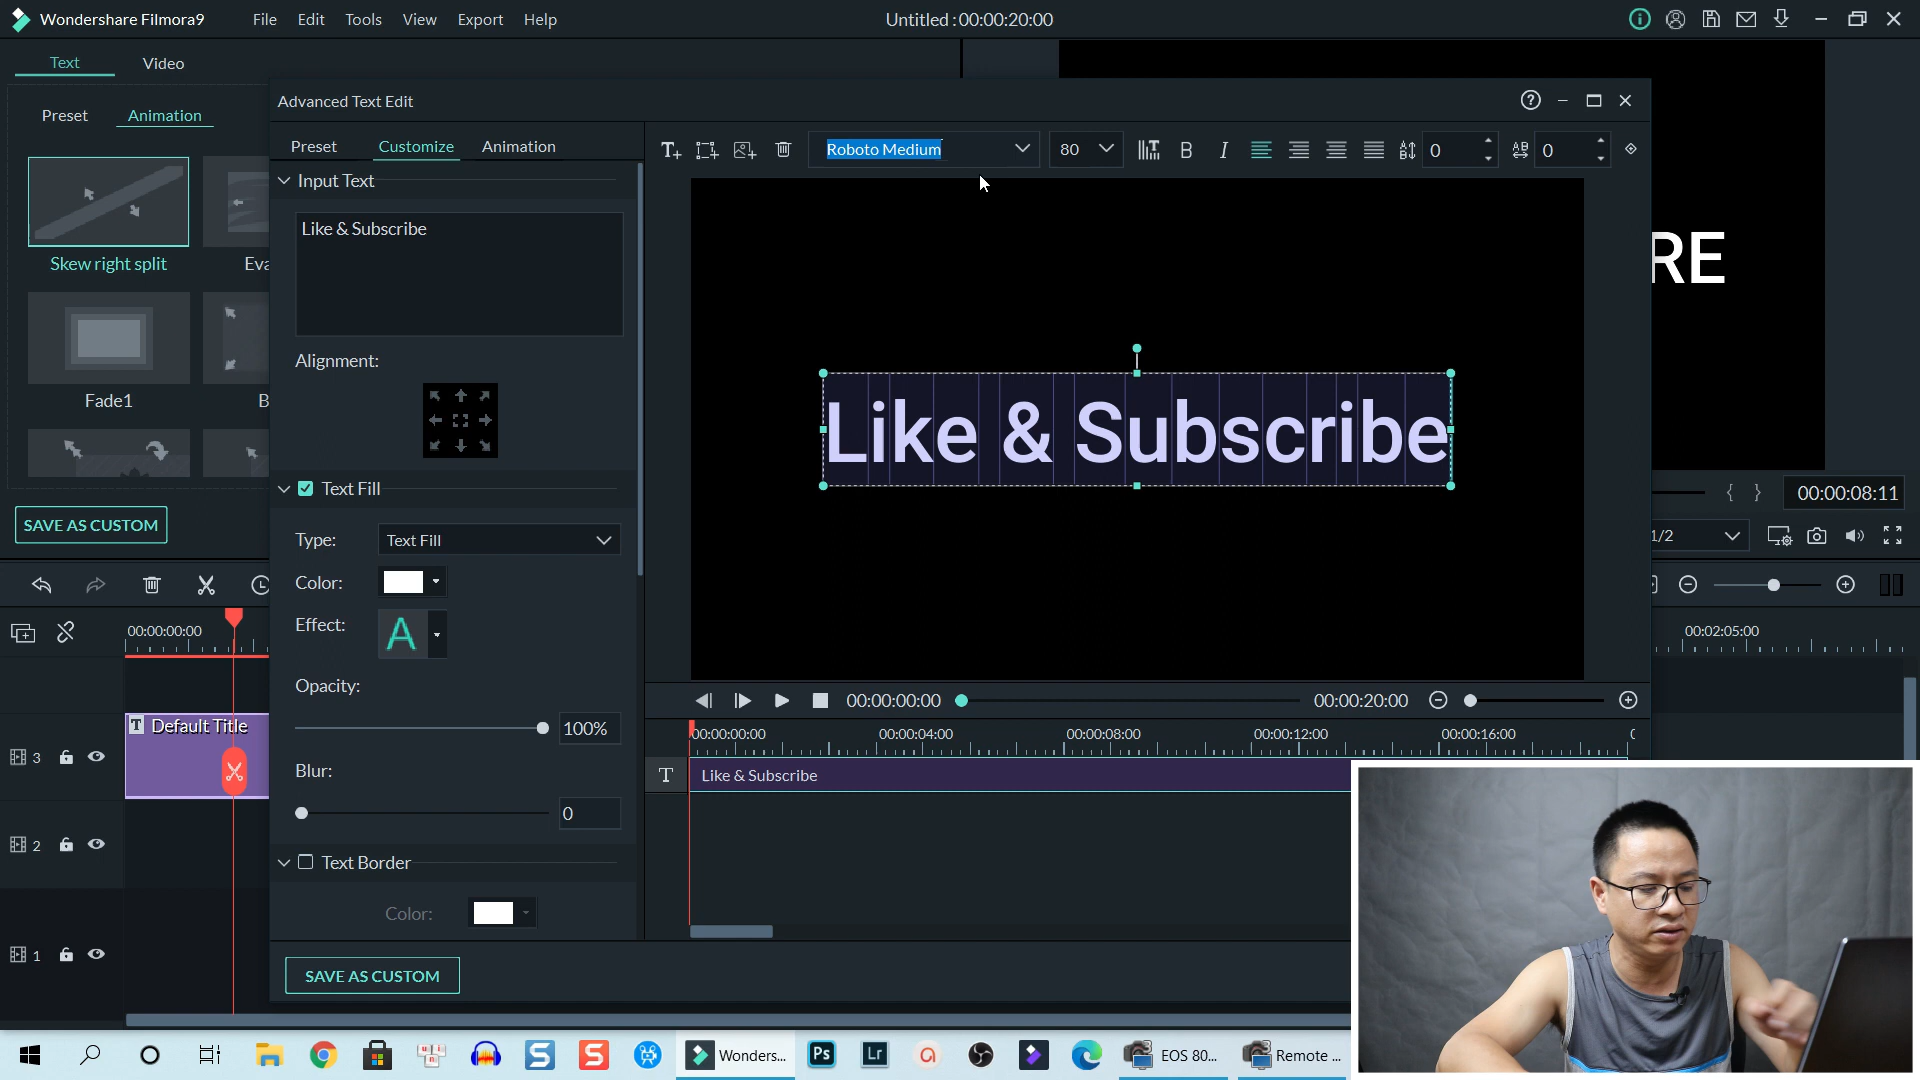 Wondershare Filmora9 File Edit Tools View Export Help Untitled : 00:00:20:00
Text Video
Preset Animation
Skew right split
Eva
Fade1
B
SAVE AS CUSTOM
Advanced Text Edit
Preset Customize Animation
Input Text
Like & Subscribe
Alignment:
Text Fill
Type: Text Fill
Color:
Effect: A
Opacity:
100%
Blur:
0
Text Border
Color:
SAVE AS CUSTOM
Roboto Medium 80 B I 0 0
Like & Subscribe
RE
00:00:00:00 00:00:20:00
00:00:00:00 00:00:04:00 00:00:08:00 00:00:12:00 00:00:16:00
T Like & Subscribe
{ } 00:00:08:11
1/2
00:00:00:00 00:02:05:00
T Default Title
3
2
1
Wonders... Ps Lr EOS 80... Remote ...